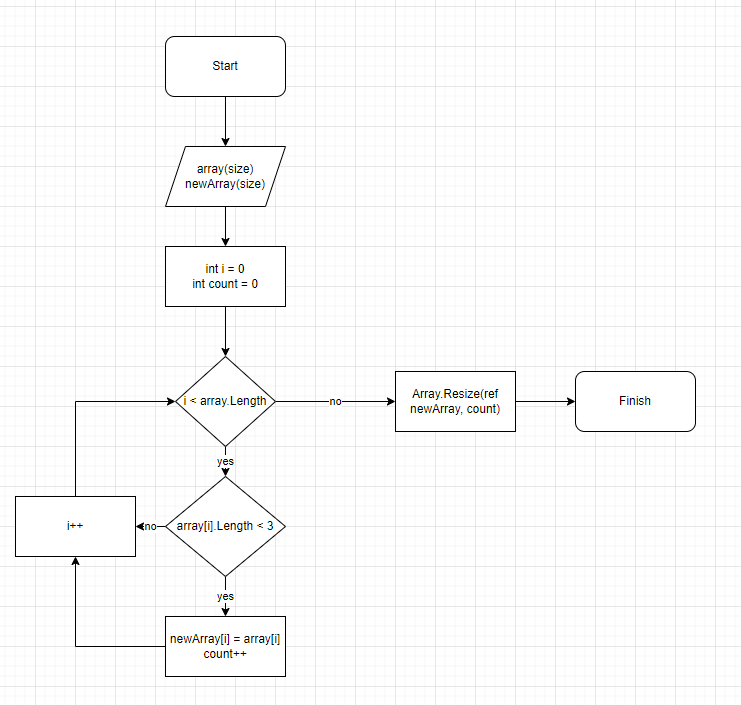 Start
array(size)
newArray(size)
int i = 0
int count = 0
i < array.Length
no
Array.Resize(ref
newArray, count)
Finish
yes
i++
no
array[i].Length < 3
yes
newArray[i] = array[i]
count++